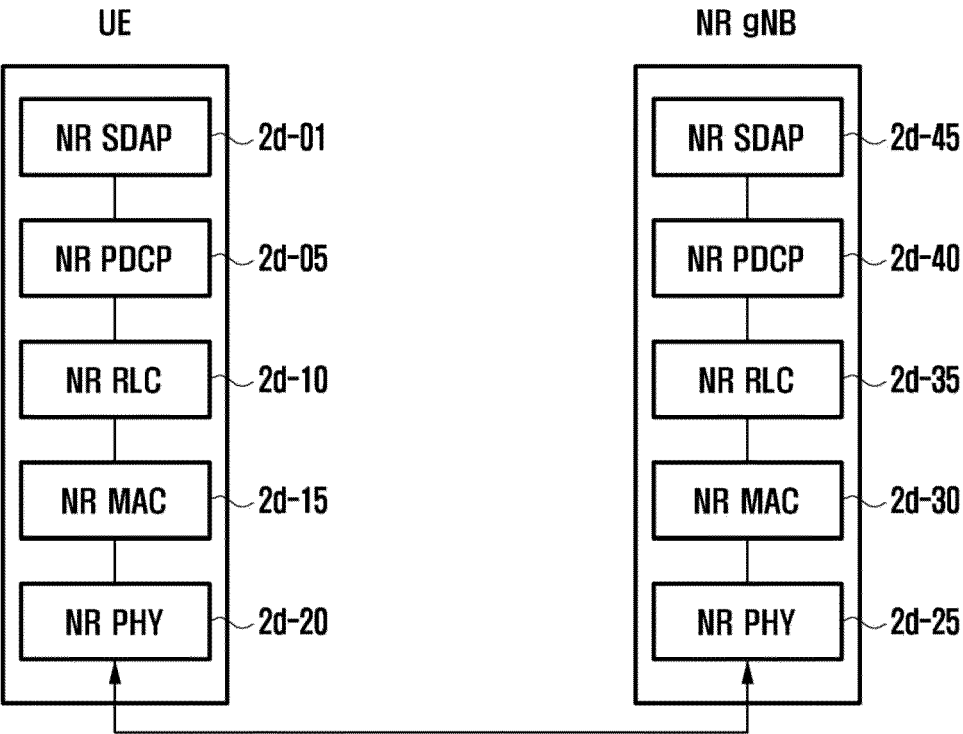 UE NR gNB
NR SDAP 2d-01 NR SDAP 2d-45
NR PDCP 2d-05 NR PDCP 2d-40
NR RLC 2d-10 NR RLC 2d-35
NR MAC 2d-15 NR MAC 2d-30
NR PHY 2d-20 NR PHY 2d-25